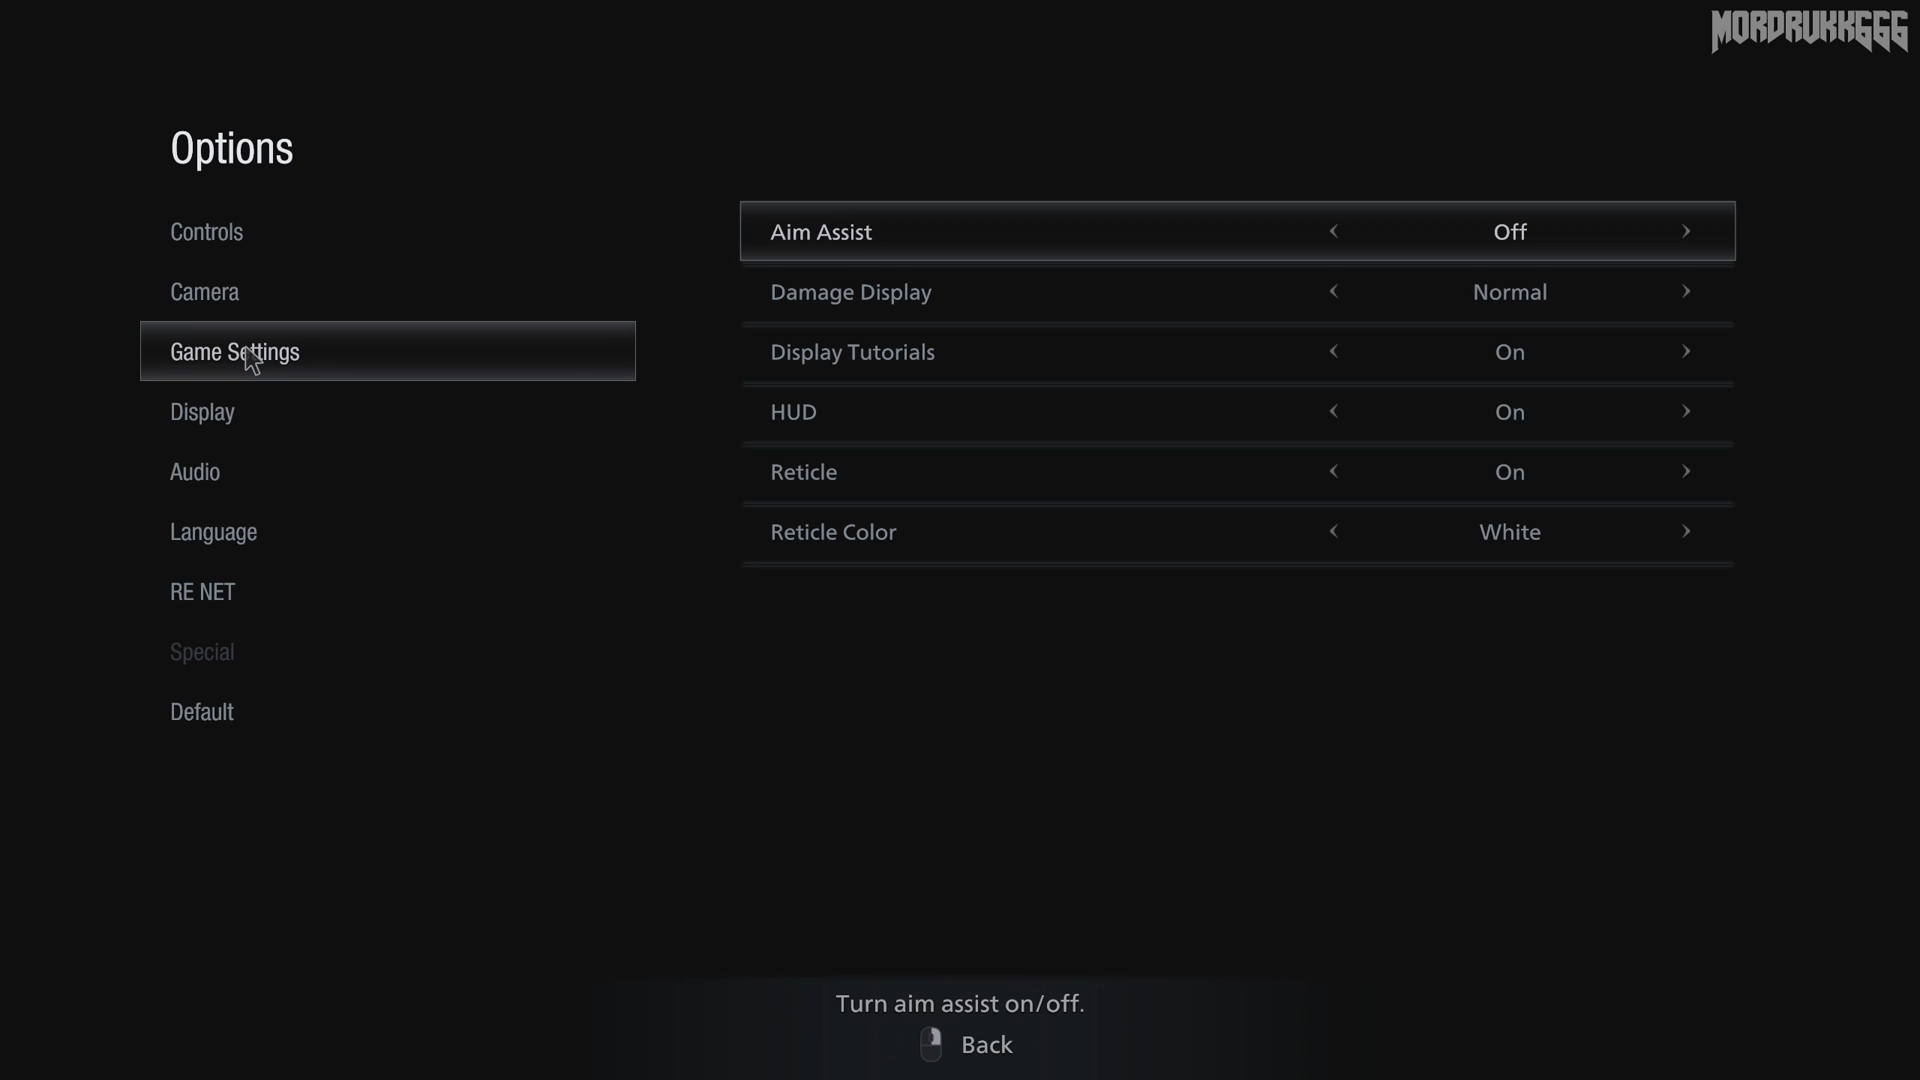 MORDRUKK666
Options
Controls
Camera
Game Settings
Display
Audio
Language
RE NET
Special
Default
Aim Assist Off
Damage Display Normal
Display Tutorials On
HUD On
Reticle On
Reticle Color White
Turn aim assist on/off.
Back